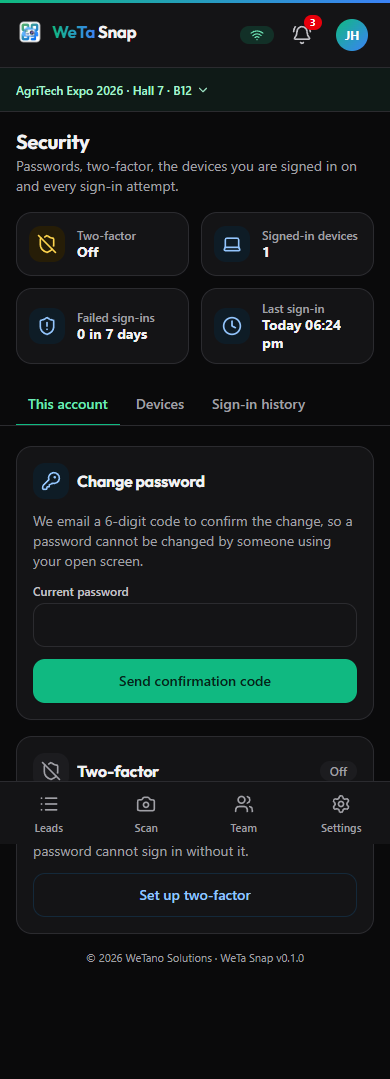 WeTa Snap
3
JH
AgriTech Expo 2026 · Hall 7 · B12
Security
Passwords, two-factor, the devices you are signed in on
and every sign-in attempt.
Two-factor
Off
Signed-in devices
1
Failed sign-ins
0 in 7 days
Last sign-in
Today 06:24
pm
This account
Devices
Sign-in history
Change password
We email a 6-digit code to confirm the change, so a
password cannot be changed by someone using
your open screen.
Current password
Send confirmation code
Two-factor
Off
Leads
Scan
Team
Settings
password cannot sign in without it.
Set up two-factor
© 2026 WeTano Solutions · WeTa Snap v0.1.0